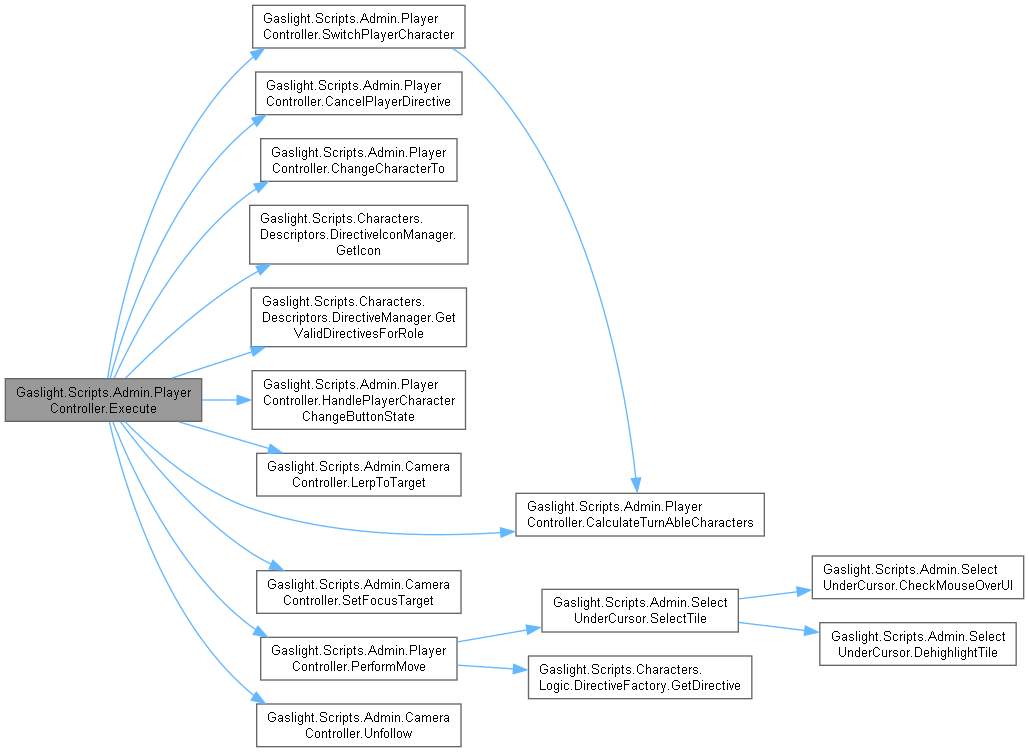 Gaslight.Scripts.Admin.Player
Controller.SwitchPlayerCharacter
Gaslight.Scripts.Admin.Player
Controller.CancelPlayerDirective
Gaslight.Scripts.Admin.Player
Controller.ChangeCharacterTo
Gaslight.Scripts.Characters.
Descriptors.DirectiveIconManager.
GetIcon
Gaslight.Scripts.Characters.
Descriptors.DirectiveManager.Get
ValidDirectivesForRole
Gaslight.Scripts.Admin.Player
Controller.Execute
Gaslight.Scripts.Admin.Player
Controller.HandlePlayerCharacter
ChangeButtonState
Gaslight.Scripts.Admin.Camera
Controller.LerpToTarget
Gaslight.Scripts.Admin.Player
Controller.CalculateTurnAbleCharacters
Gaslight.Scripts.Admin.Camera
Controller.SetFocusTarget
Gaslight.Scripts.Admin.Player
Controller.PerformMove
Gaslight.Scripts.Admin.Select
UnderCursor.SelectTile
Gaslight.Scripts.Admin.Select
UnderCursor.CheckMouseOverUI
Gaslight.Scripts.Admin.Select
UnderCursor.DehighlightTile
Gaslight.Scripts.Characters.
Logic.DirectiveFactory.GetDirective
Gaslight.Scripts.Admin.Camera
Controller.Unfollow